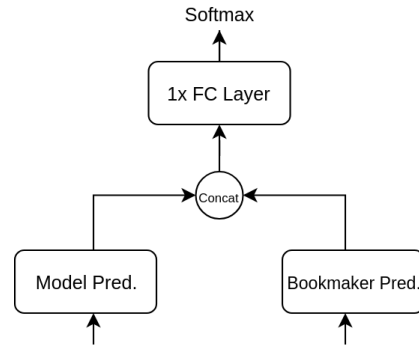 Softmax
1x FC Layer
Concat
Model Pred.
Bookmaker Pred.